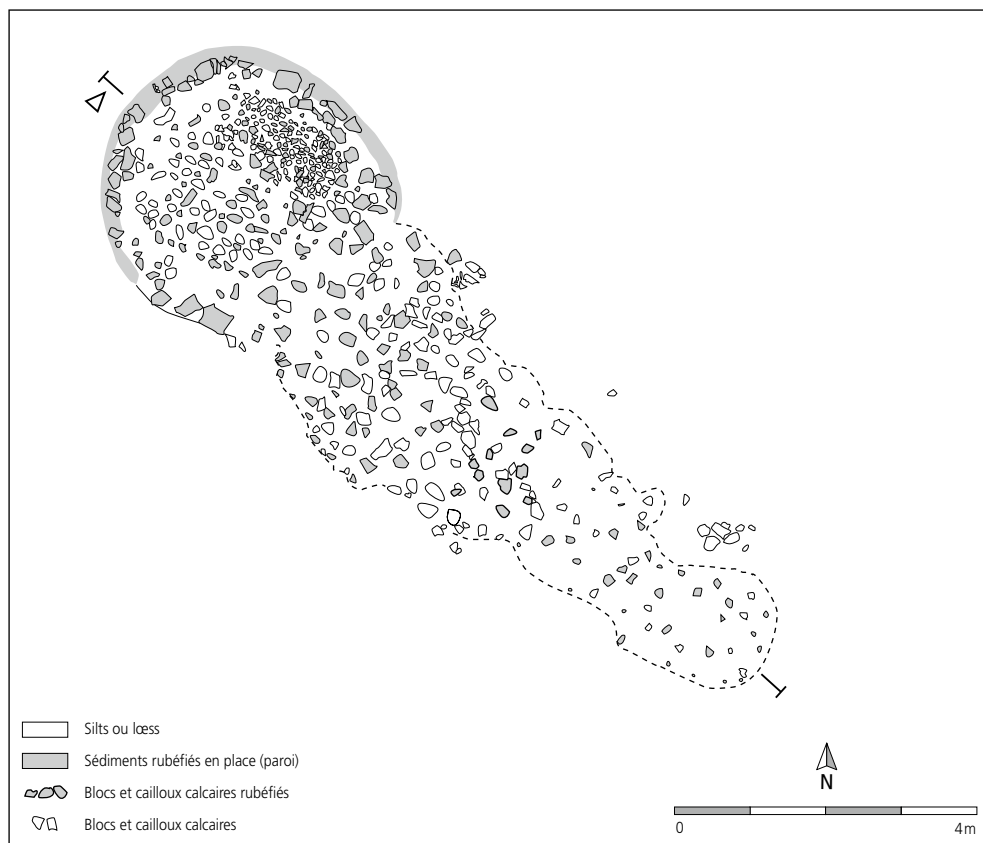 Silts ou lœss
Sédiments rubéfiés en place (paroi)
Blocs et cailloux calcaires rubéfiés
Blocs et cailloux calcaires
N
0 4 m